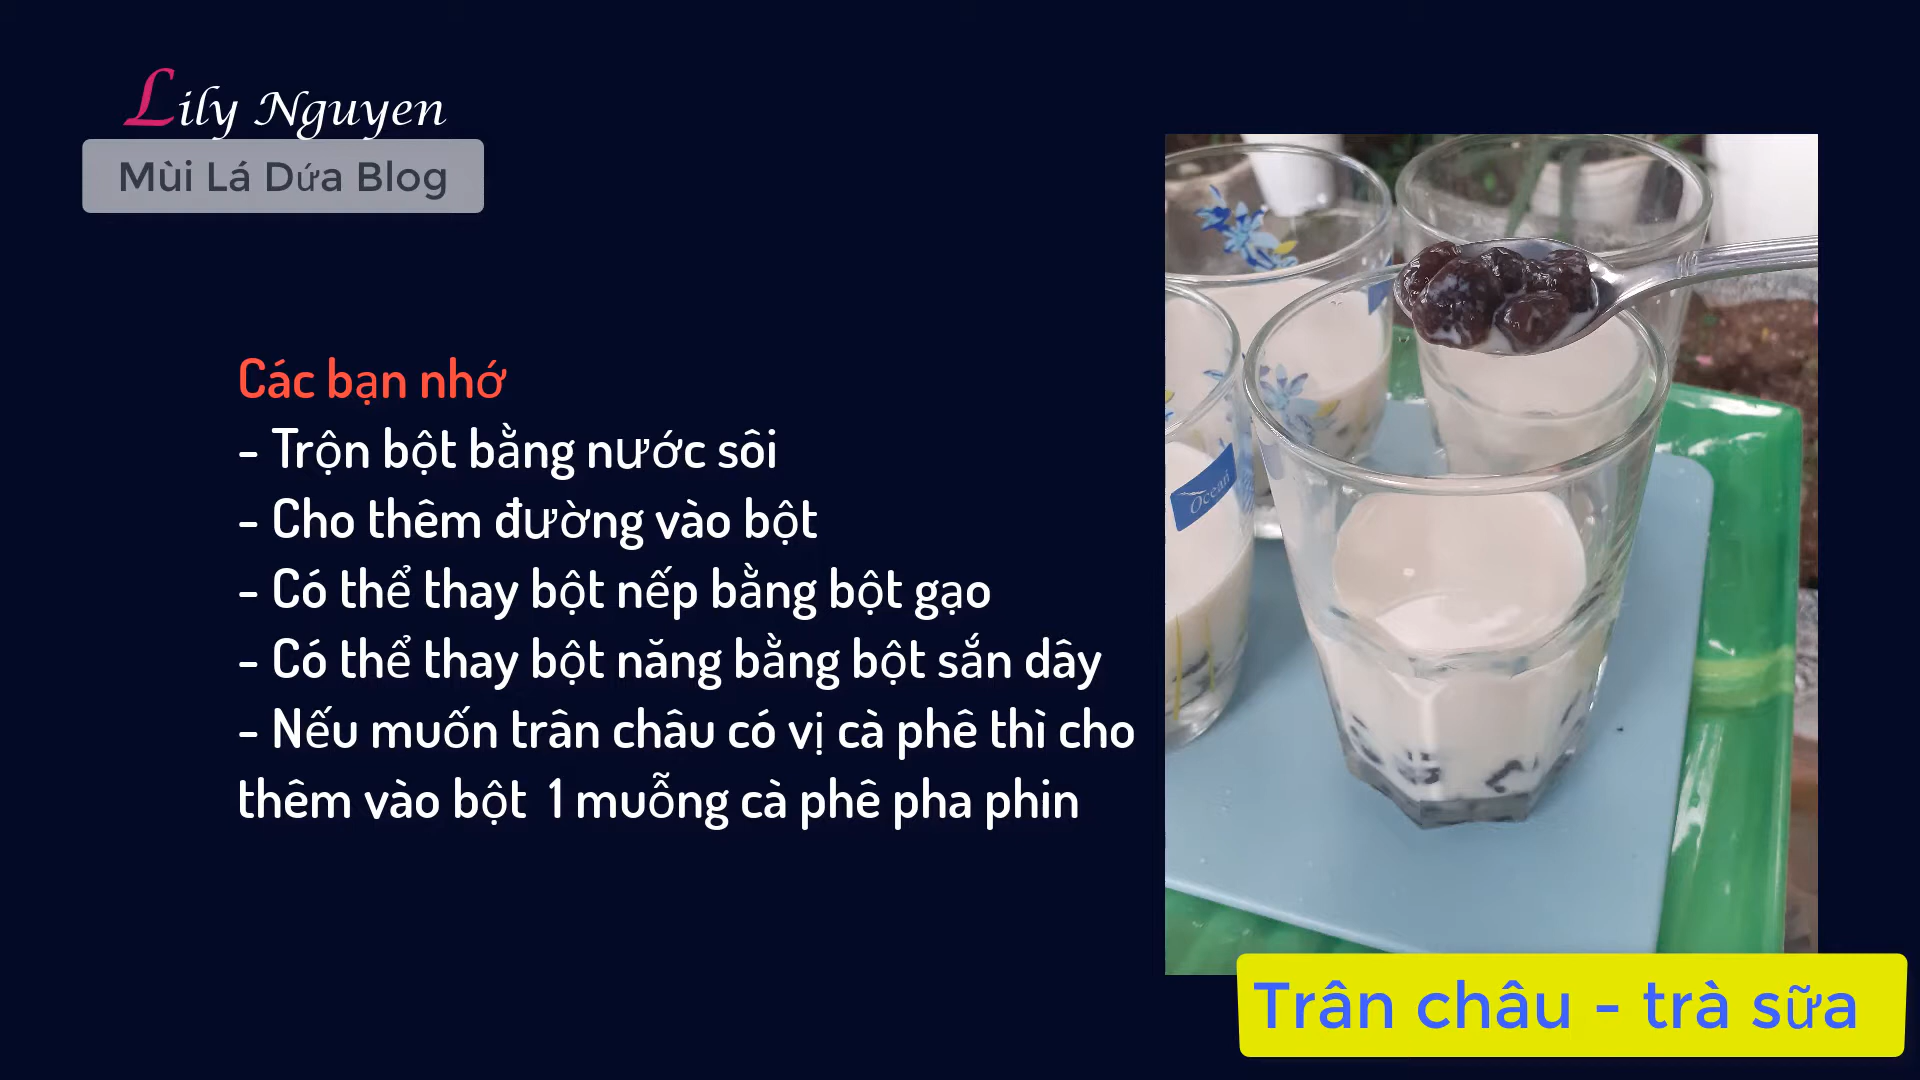 Lily Nguyen
Mùi Lá Dứa Blog
Các bạn nhớ
- Trộn bột bằng nước sôi
- Cho thêm đường vào bột
- Có thể thay bột nếp bằng bột gạo
- Có thể thay bột năng bằng bột sắn dây
- Nếu muốn trân châu có vị cà phê thì cho
thêm vào bột 1 muỗng cà phê pha phin
Ocean
Trân châu - trà sữa